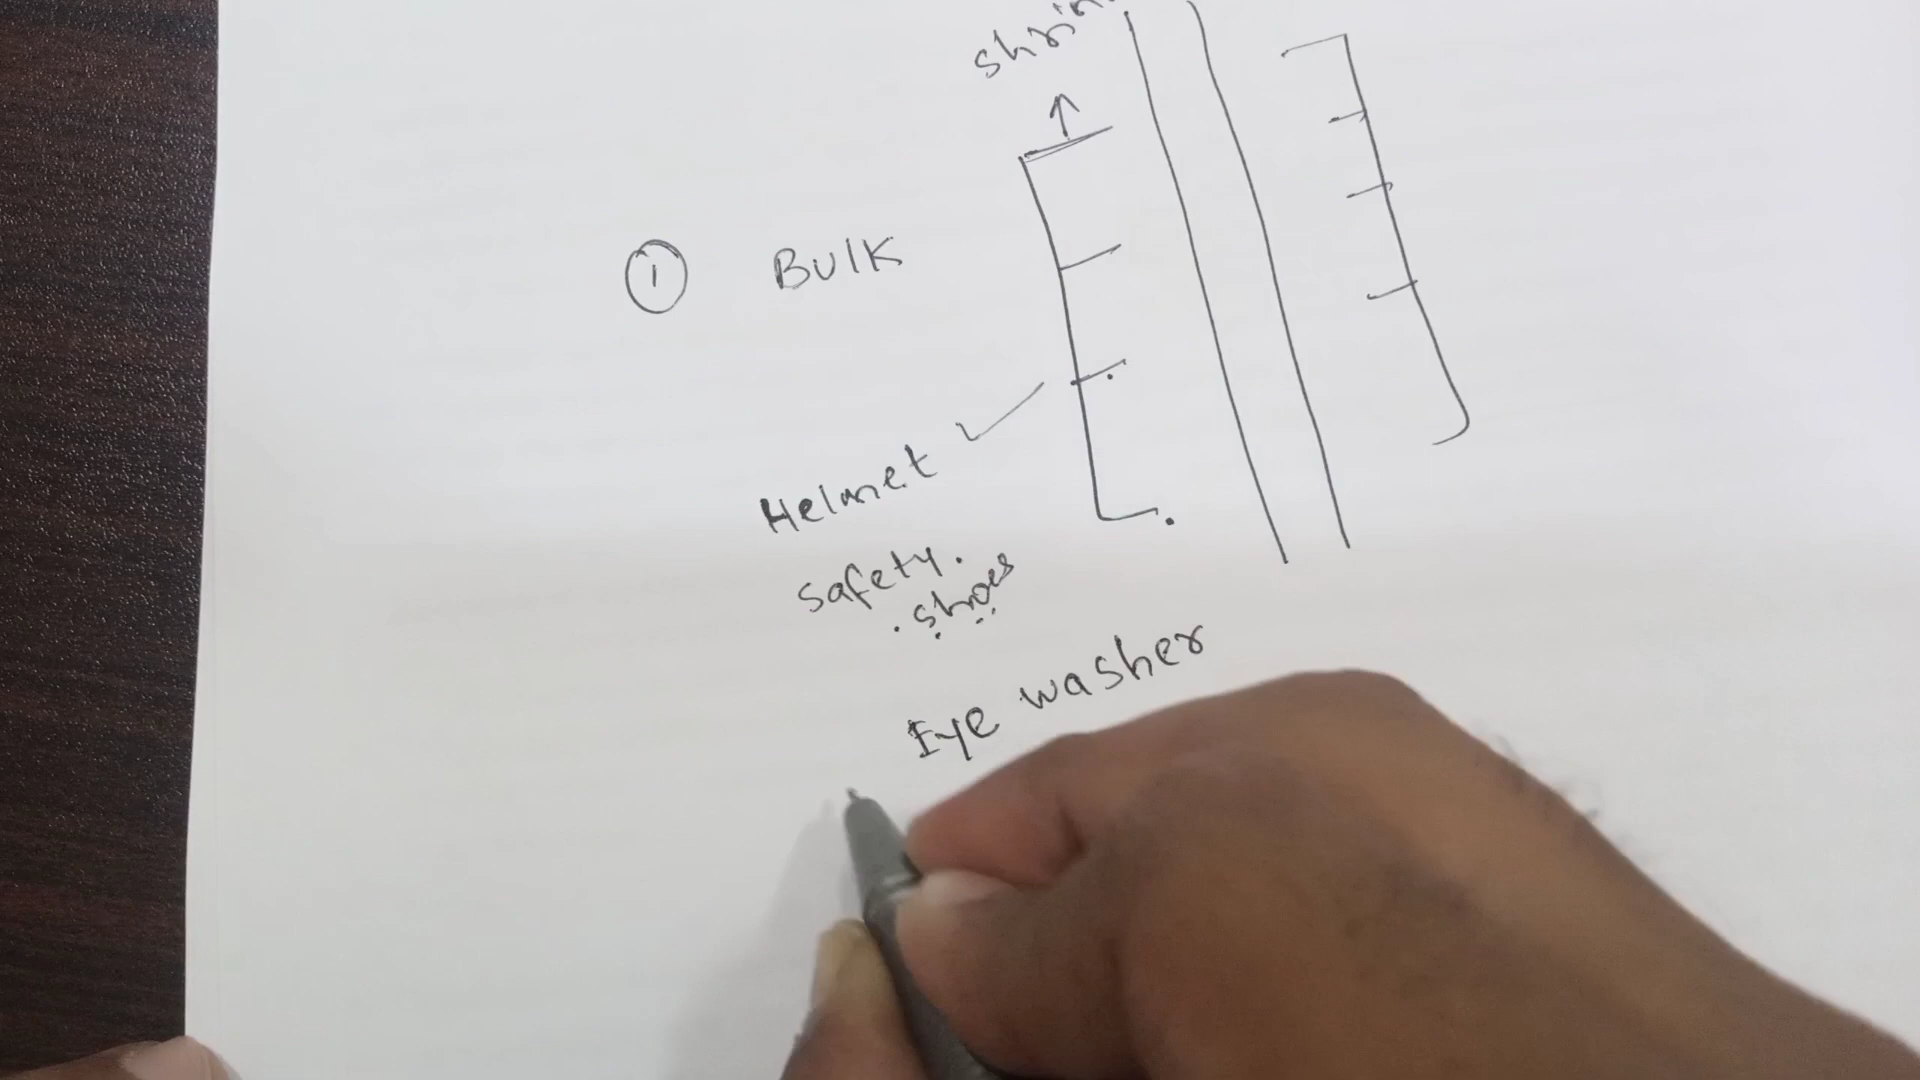 ① Bulk
Helmet
safety.
shoes
Eye washer